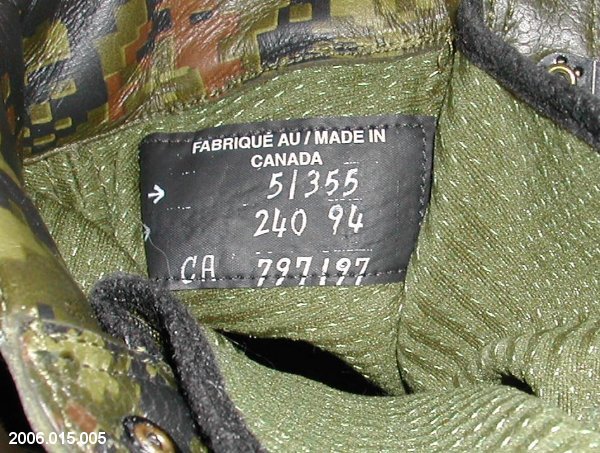 FABRIQUÉ AU / MADE IN
CANADA
51355
240 94
CA 797197
2006.015.005